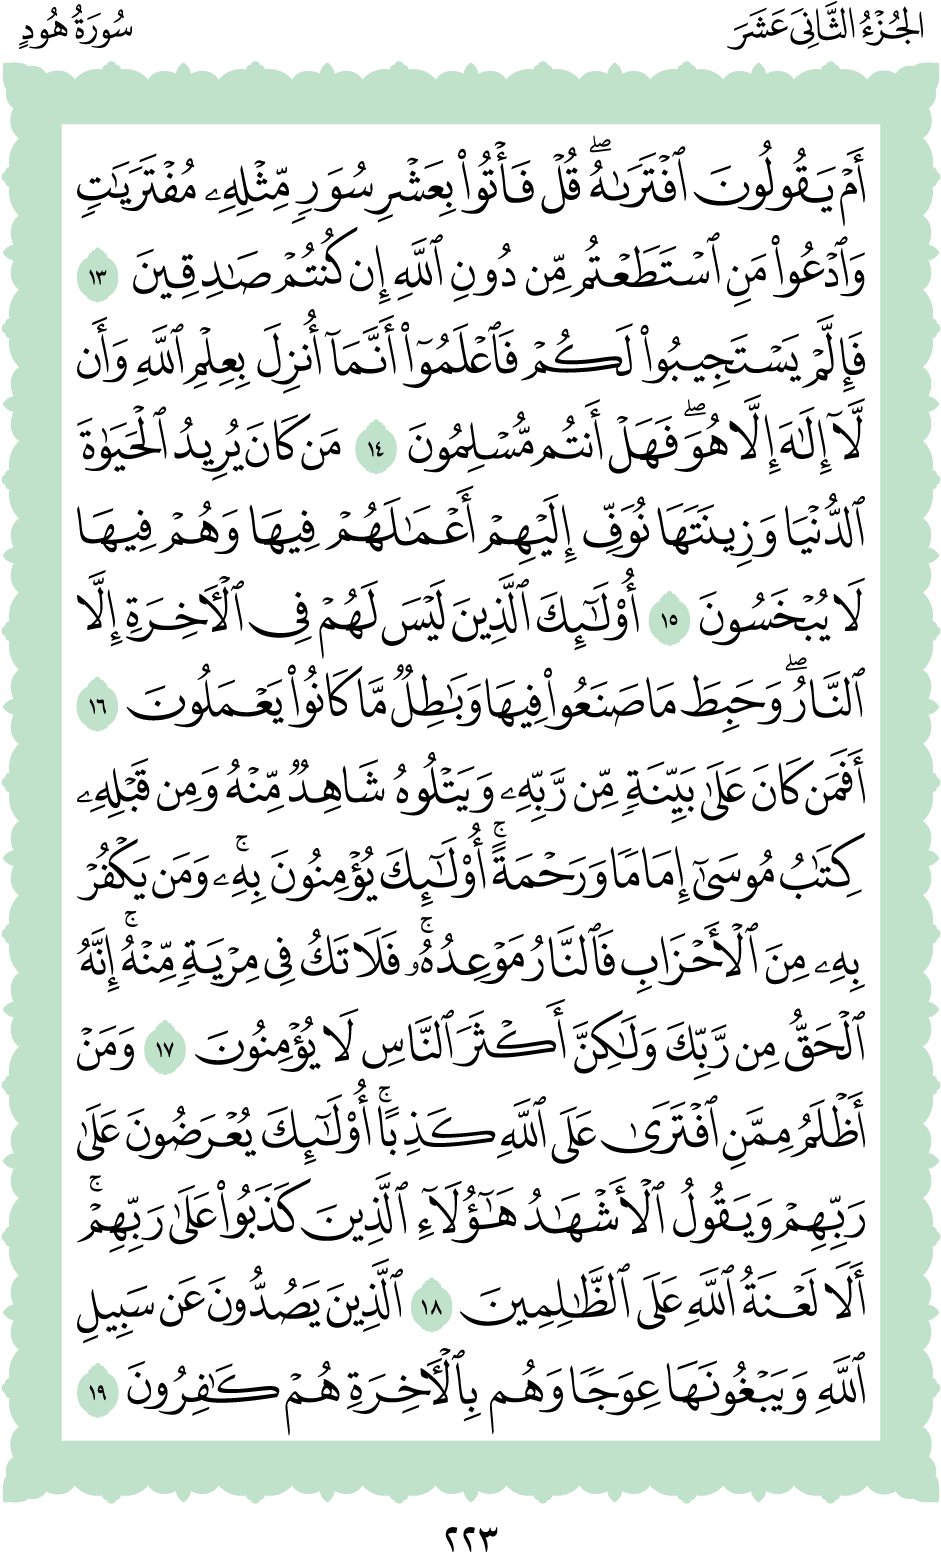 الجُزْءُ الثَّانِيَ عَشَرَ
سُورَةُ هُودٍ
أَمۡ يَقُولُونَ ٱفۡتَرَىٰهُۖ قُلۡ فَأۡتُواْ بِعَشۡرِ سُوَرٖ مِّثۡلِهِۦ مُفۡتَرَيَٰتٖ
وَٱدۡعُواْ مَنِ ٱسۡتَطَعۡتُم مِّن دُونِ ٱللَّهِ إِن كُنتُمۡ صَٰدِقِينَ ١٣
فَإِلَّمۡ يَسۡتَجِيبُواْ لَكُمۡ فَٱعۡلَمُوٓاْ أَنَّمَآ أُنزِلَ بِعِلۡمِ ٱللَّهِ وَأَن
لَّآ إِلَٰهَ إِلَّا هُوَۖ فَهَلۡ أَنتُم مُّسۡلِمُونَ ١٤ مَن كَانَ يُرِيدُ ٱلۡحَيَوٰةَ
ٱلدُّنۡيَا وَزِينَتَهَا نُوَفِّ إِلَيۡهِمۡ أَعۡمَٰلَهُمۡ فِيهَا وَهُمۡ فِيهَا
لَا يُبۡخَسُونَ ١٥ أُوْلَٰٓئِكَ ٱلَّذِينَ لَيۡسَ لَهُمۡ فِي ٱلۡأٓخِرَةِ إِلَّا
ٱلنَّارُۖ وَحَبِطَ مَا صَنَعُواْ فِيهَا وَبَٰطِلٞ مَّا كَانُواْ يَعۡمَلُونَ ١٦
أَفَمَن كَانَ عَلَىٰ بَيِّنَةٖ مِّن رَّبِّهِۦ وَيَتۡلُوهُ شَاهِدٞ مِّنۡهُ وَمِن قَبۡلِهِۦ
كِتَٰبُ مُوسَىٰٓ إِمَامٗا وَرَحۡمَةًۚ أُوْلَٰٓئِكَ يُؤۡمِنُونَ بِهِۦۚ وَمَن يَكۡفُرۡ
بِهِۦ مِنَ ٱلۡأَحۡزَابِ فَٱلنَّارُ مَوۡعِدُهُۥۚ فَلَا تَكُ فِي مِرۡيَةٖ مِّنۡهُۚ إِنَّهُ
ٱلۡحَقُّ مِن رَّبِّكَ وَلَٰكِنَّ أَكۡثَرَ ٱلنَّاسِ لَا يُؤۡمِنُونَ ١٧ وَمَنۡ
أَظۡلَمُ مِمَّنِ ٱفۡتَرَىٰ عَلَى ٱللَّهِ كَذِبًاۚ أُوْلَٰٓئِكَ يُعۡرَضُونَ عَلَىٰ
رَبِّهِمۡ وَيَقُولُ ٱلۡأَشۡهَٰدُ هَٰٓؤُلَآءِ ٱلَّذِينَ كَذَبُواْ عَلَىٰ رَبِّهِمۡۚ
أَلَا لَعۡنَةُ ٱللَّهِ عَلَى ٱلظَّٰلِمِينَ ١٨ ٱلَّذِينَ يَصُدُّونَ عَن سَبِيلِ
ٱللَّهِ وَيَبۡغُونَهَا عِوَجٗا وَهُم بِٱلۡأٓخِرَةِ هُمۡ كَٰفِرُونَ ١٩
٢٢٣